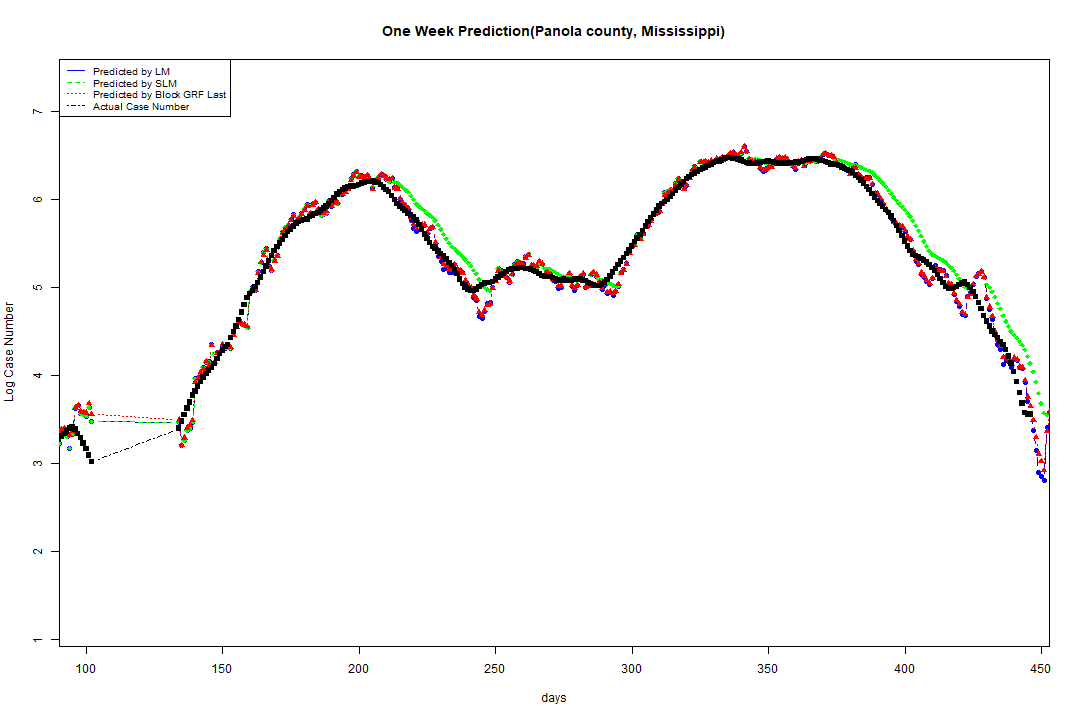 One Week Prediction(Panola county, Mississippi)
Predicted by LM
Predicted by SLM
Predicted by Block GRF Last
Actual Case Number
7
6
5
4
3
2
1
Log Case Number
100 150 200 250 300 350 400 450
days